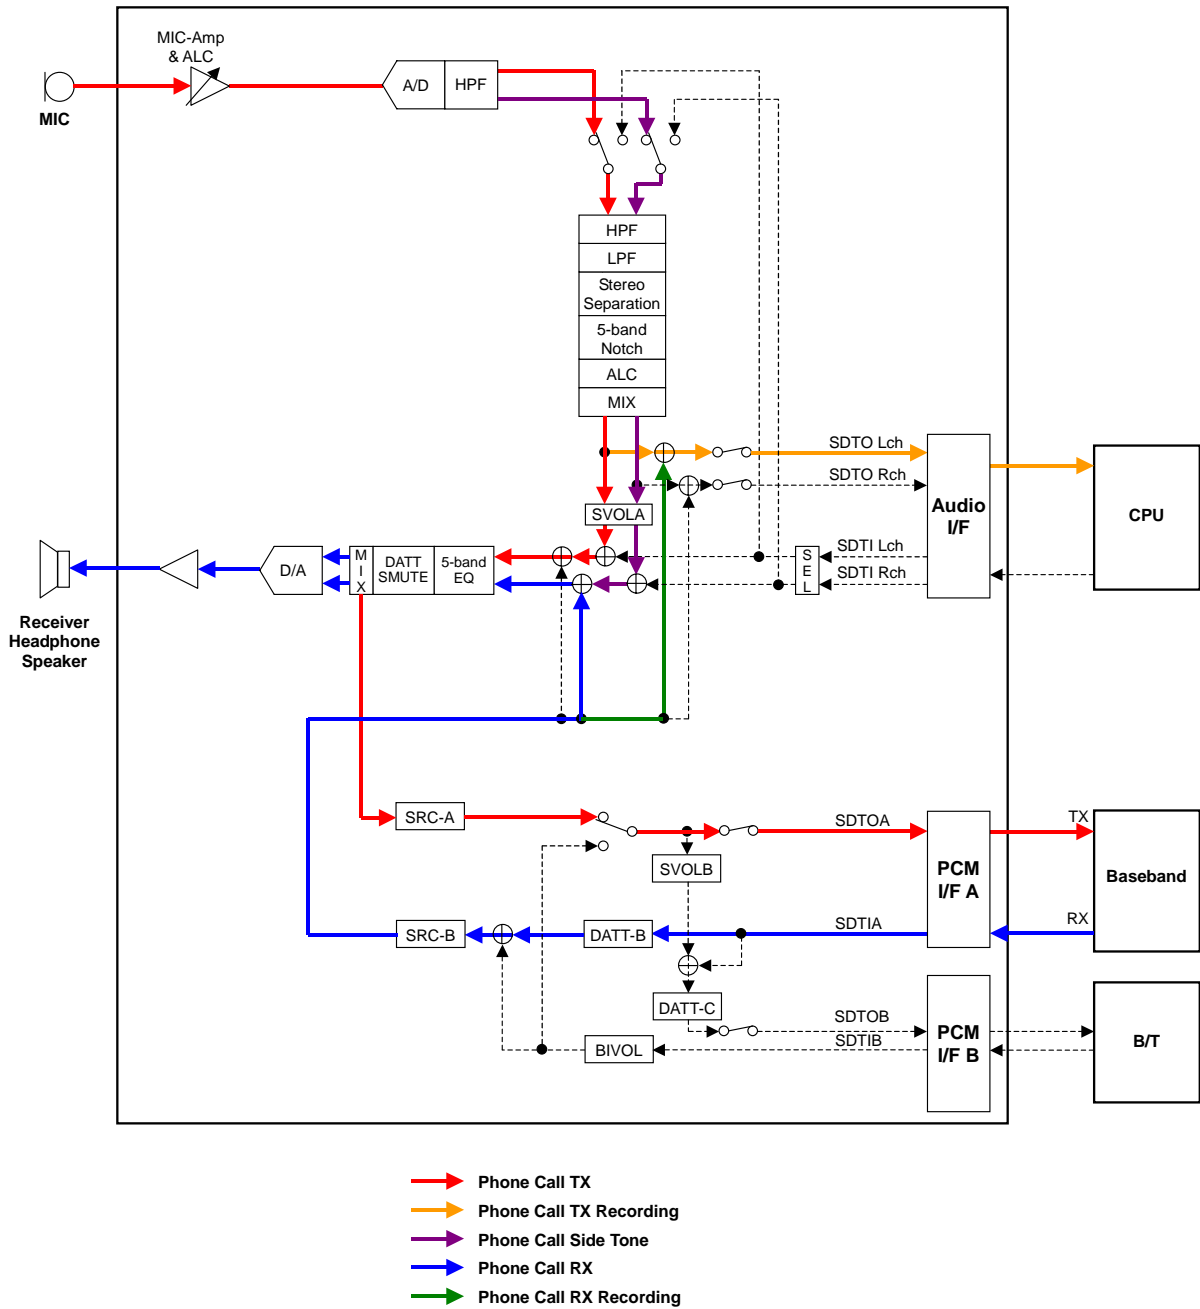 MIC-Amp
& ALC
MIC
A/D
HPF
HPF
LPF
Stereo
Separation
5-band
Notch
ALC
MIX
SDTO Lch
SDTO Rch
SVOLA
Audio
I/F
CPU
SDTI Lch
SDTI Rch
SEL
D/A
MIX
DATT
SMUTE
5-band
EQ
Receiver
Headphone
Speaker
SRC-A
SDTOA
TX
SVOLB
PCM
I/F A
Baseband
SRC-B
DATT-B
SDTIA
RX
DATT-C
SDTOB
BIVOL
SDTIB
PCM
I/F B
B/T
Phone Call TX
Phone Call TX Recording
Phone Call Side Tone
Phone Call RX
Phone Call RX Recording